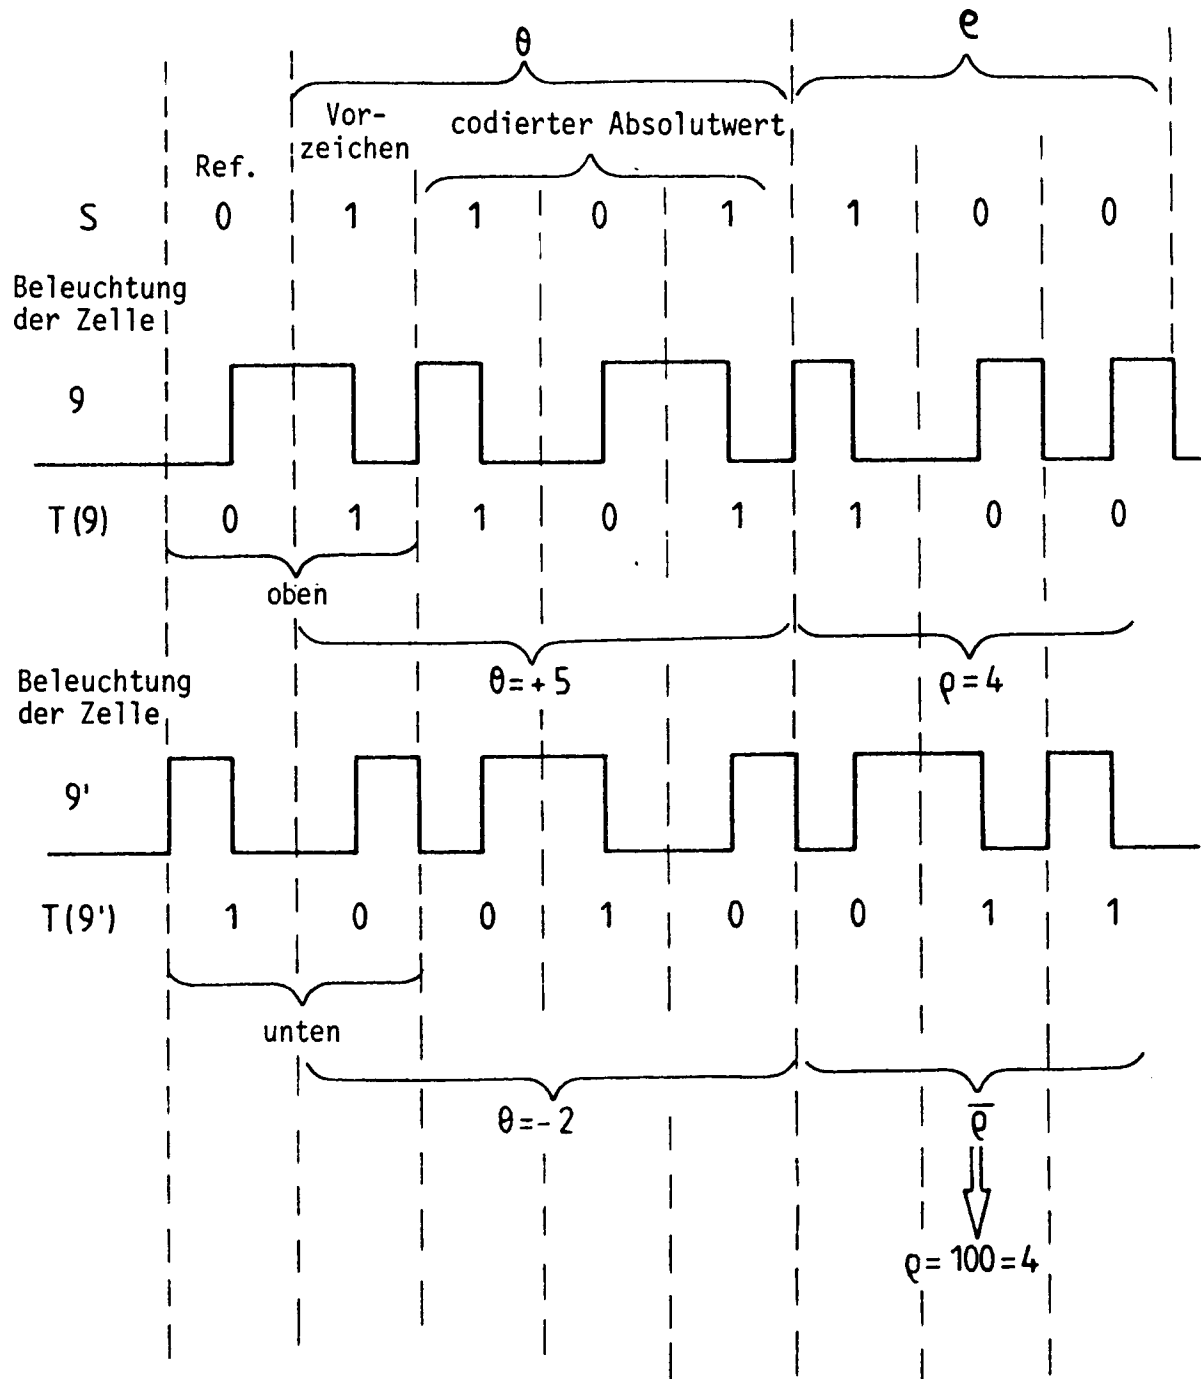 θ ρ
Vor-
zeichen
codierter Absolutwert
Ref.
S 0 1 1 0 1 1 0 0
Beleuchtung
der Zelle
9
T(9) 0 1 1 0 1 1 0 0
oben
θ=+5 ρ=4
Beleuchtung
der Zelle
9'
T(9') 1 0 0 1 0 0 1 1
unten
θ=-2 ρ̅
ρ=100=4